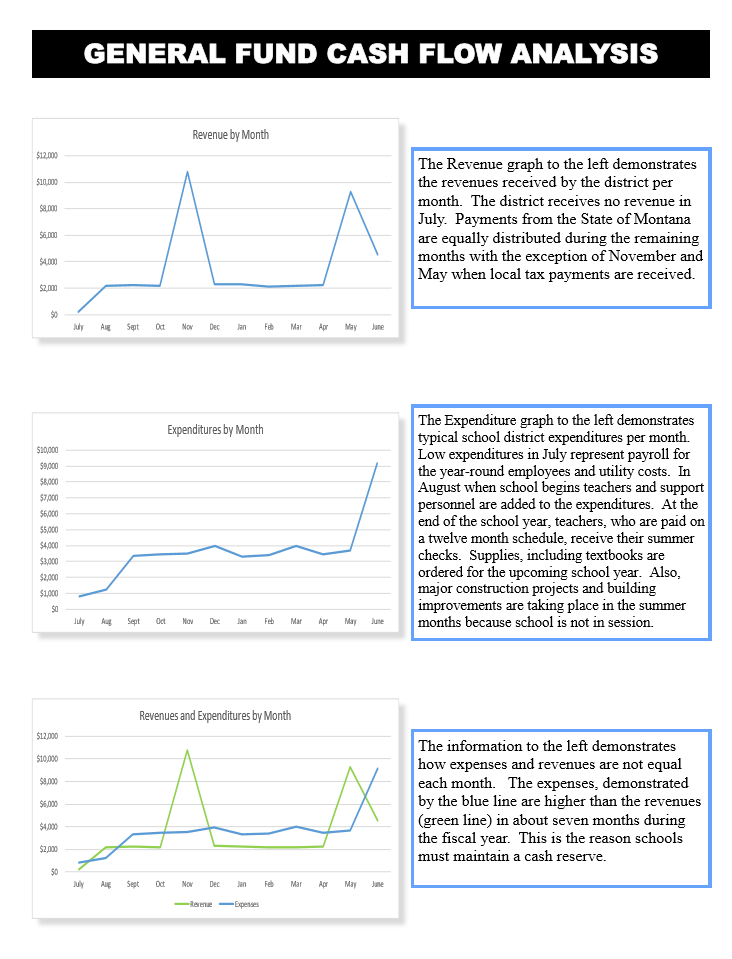 GENERAL FUND CASH FLOW ANALYSIS
Revenue by Month
$12,000
$10,000
$8,000
$6,000
$4,000
$2,000
$0
July Aug Sept Oct Nov Dec Jan Feb Mar Apr May June
The Revenue graph to the left demonstrates
the revenues received by the district per
month. The district receives no revenue in
July. Payments from the State of Montana
are equally distributed during the remaining
months with the exception of November and
May when local tax payments are received.
Expenditures by Month
$10,000
$9,000
$8,000
$7,000
$6,000
$5,000
$4,000
$3,000
$2,000
$1,000
$0
July Aug Sept Oct Nov Dec Jan Feb Mar Apr May June
The Expenditure graph to the left demonstrates
typical school district expenditures per month.
Low expenditures in July represent payroll for
the year-round employees and utility costs. In
August when school begins teachers and support
personnel are added to the expenditures. At the
end of the school year, teachers, who are paid on
a twelve month schedule, receive their summer
checks. Supplies, including textbooks are
ordered for the upcoming school year. Also,
major construction projects and building
improvements are taking place in the summer
months because school is not in session.
Revenues and Expenditures by Month
$12,000
$10,000
$8,000
$6,000
$4,000
$2,000
$0
July Aug Sept Oct Nov Dec Jan Feb Mar Apr May June
Revenue Expenses
The information to the left demonstrates
how expenses and revenues are not equal
each month. The expenses, demonstrated
by the blue line are higher than the revenues
(green line) in about seven months during
the fiscal year. This is the reason schools
must maintain a cash reserve.